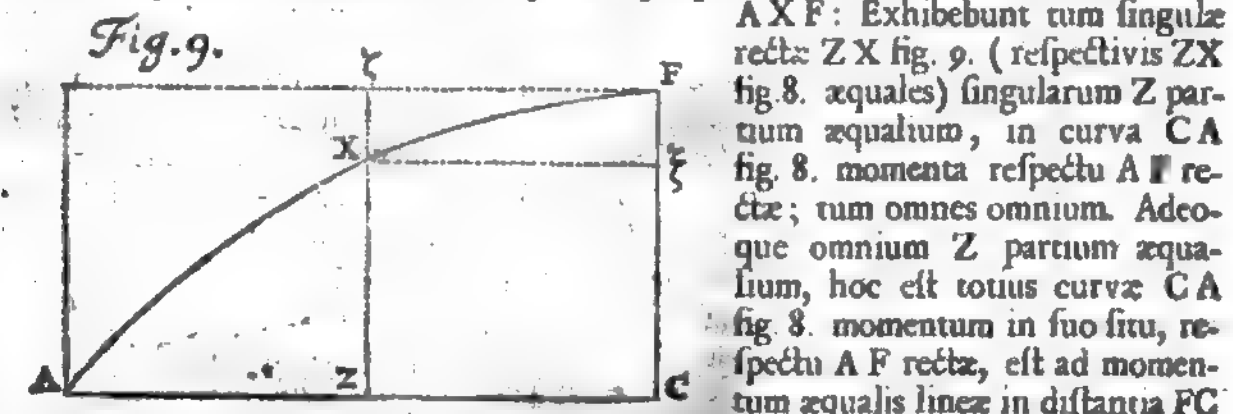 Fig. 9.
ζ
F
X
ξ
A
Z
C
A X F: Exhibebunt tum ſingulæ
rectæ Z X fig. 9. ( reſpectivis ZX
fig. 8. æquales) ſingularum Z par-
tium æqualium, in curva C A
fig. 8. momenta reſpectu A re-
ctæ; tum omnes omnium. Adeo-
que omnium Z partium æqua-
lium, hoc eſt totius curvæ C A
fig. 8. momentum in ſuo ſitu, re-
ſpectu A F rectæ, eſt ad momen-
tum æqualis lineæ in diſtantia FC